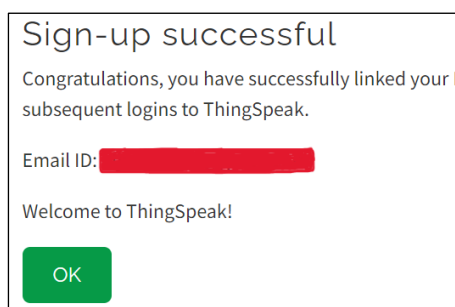 Sign-up successful
Congratulations, you have successfully linked your
subsequent logins to ThingSpeak.
Email ID:
Welcome to ThingSpeak!
OK